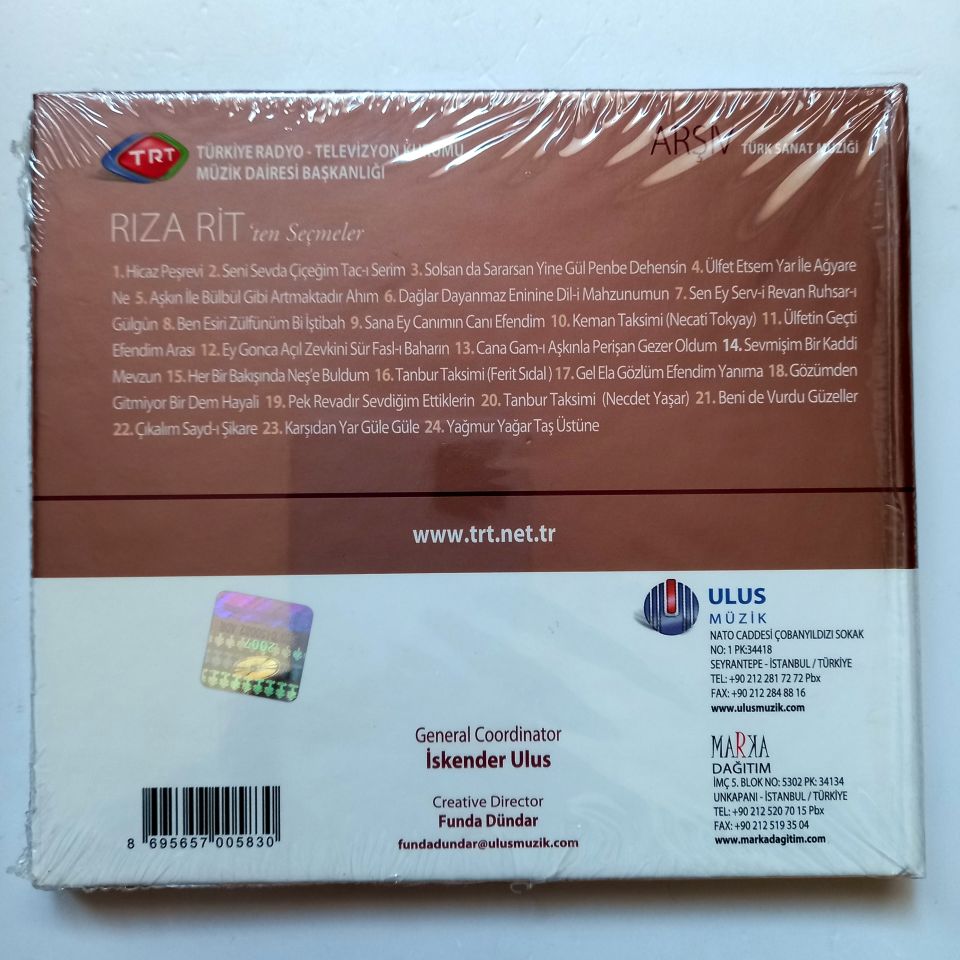 TRT
TÜRKİYE RADYO - TELEVİZYON KURUMU
MÜZİK DAİRESİ BAŞKANLIĞI
ARŞİV TÜRK SANAT MÜZİĞİ
RIZA RİT 'ten Seçmeler
1. Hicaz Peşrevi 2. Seni Sevda Çiçeğim Tac-ı Serim 3. Solsan da Sararsan Yine Gül Penbe Dehensin 4. Ülfet Etsem Yar İle Ağyare
Ne 5. Aşkın İle Bülbül Gibi Artmaktadır Ahım 6. Dağlar Dayanmaz Eninine Dil-i Mahzunumun 7. Sen Ey Serv-i Revan Ruhsar-ı
Gülgün 8. Ben Esiri Zülfünüm Bi İştibah 9. Sana Ey Canımın Canı Efendim 10. Keman Taksimi (Necati Tokyay) 11. Ülfetin Geçti
Efendim Arası 12. Ey Gonca Açıl Zevkini Sür Fasl-ı Baharın 13. Cana Gam-ı Aşkınla Perişan Gezer Oldum 14. Sevmişim Bir Kaddi
Mevzun 15. Her Bir Bakışında Neş'e Buldum 16. Tanbur Taksimi (Ferit Sıdal ) 17. Gel Ela Gözlüm Efendim Yanıma 18. Gözümden
Gitmiyor Bir Dem Hayali 19. Pek Revadır Sevdiğim Ettiklerin 20. Tanbur Taksimi (Necdet Yaşar) 21. Beni de Vurdu Güzeller
22. Çıkalım Sayd-ı Şikare 23. Karşıdan Yar Güle Güle 24. Yağmur Yağar Taş Üstüne
www.trt.net.tr
2007
ULUS
MÜZİK
NATO CADDESİ ÇOBANYILDIZI SOKAK
NO: 1 PK:34418
SEYRANTEPE - İSTANBUL / TÜRKİYE
TEL: +90 212 281 72 72 Pbx
FAX: +90 212 284 88 16
www.ulusmuzik.com
General Coordinator
İskender Ulus
Creative Director
Funda Dündar
fundadundar@ulusmuzik.com
MARKA
DAĞITIM
İMÇ 5. BLOK NO: 5302 PK: 34134
UNKAPANI - İSTANBUL / TÜRKİYE
TEL: +90 212 520 70 15 Pbx
FAX: +90 212 519 35 04
www.markadagitim.com
8 695657 005830